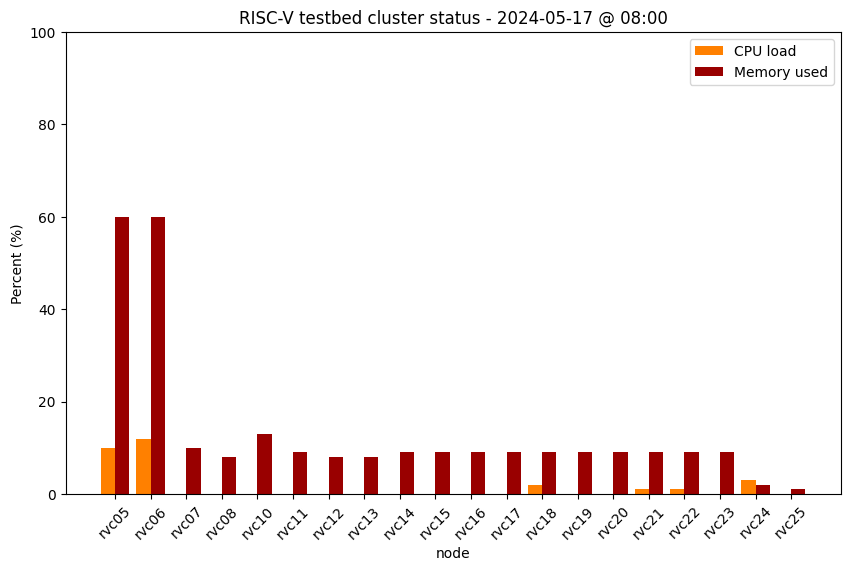 RISC-V testbed cluster status - 2024-05-17 @ 08:00
CPU load
Memory used
Percent (%)
100
80
60
40
20
0
rvc05 rvc06 rvc07 rvc08 rvc10 rvc11 rvc12 rvc13 rvc14 rvc15 rvc16 rvc17 rvc18 rvc19 rvc20 rvc21 rvc22 rvc23 rvc24 rvc25
node